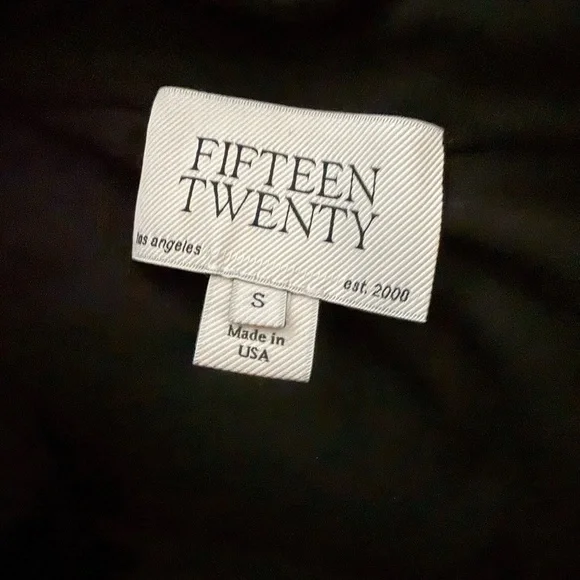 FIFTEEN
TWENTY
los angeles
est. 2000
S
Made in
USA